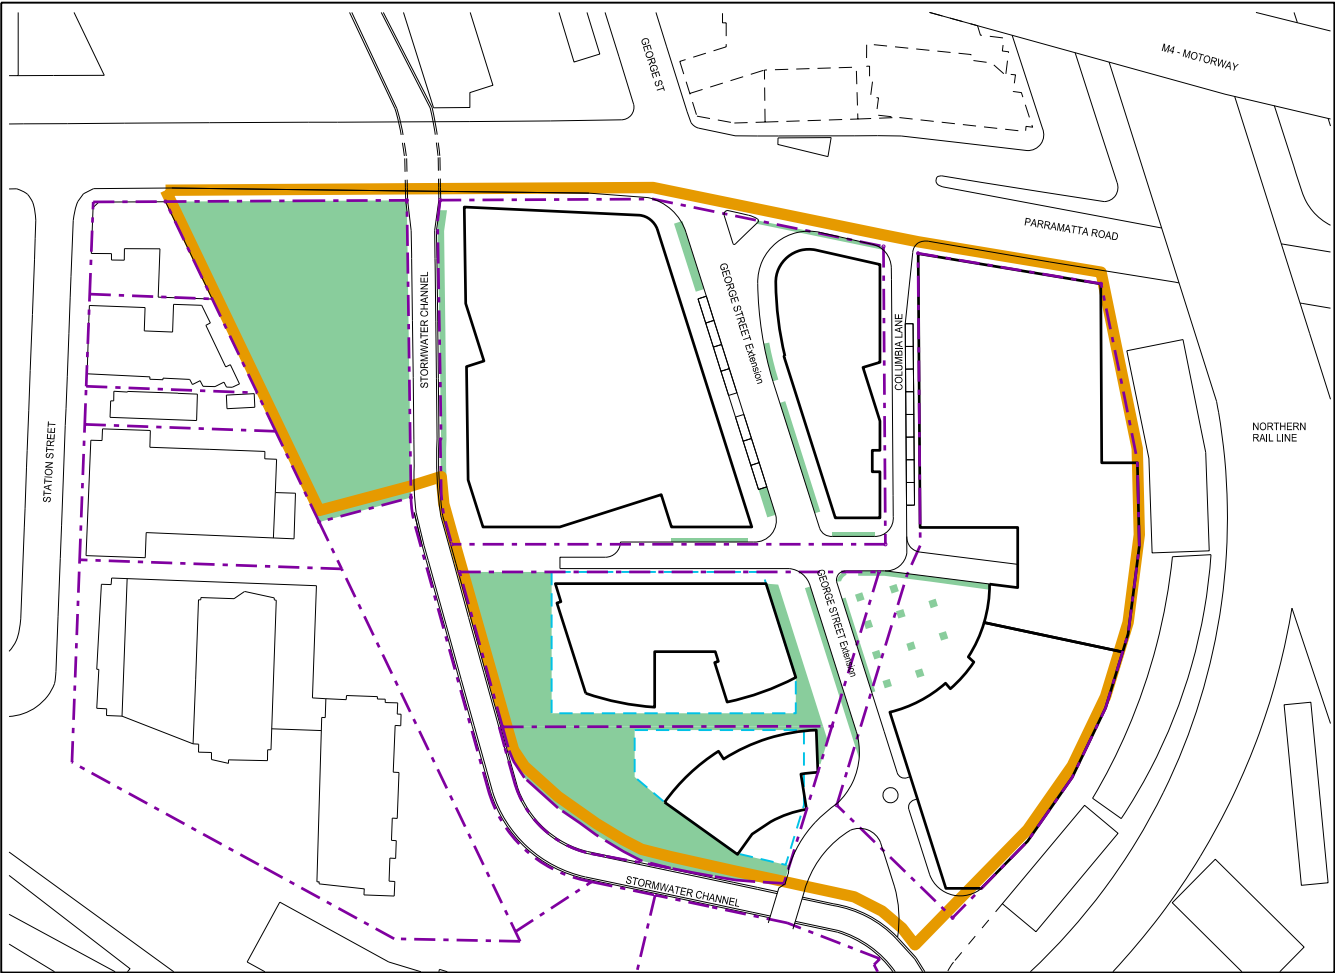 GEORGE ST
M4 - MOTORWAY
PARRAMATTA ROAD
STORMWATER CHANNEL
GEORGE STREET Extension
COLUMBIA LANE
STATION STREET
NORTHERN
RAIL LINE
GEORGE STREET Extension
STORMWATER CHANNEL